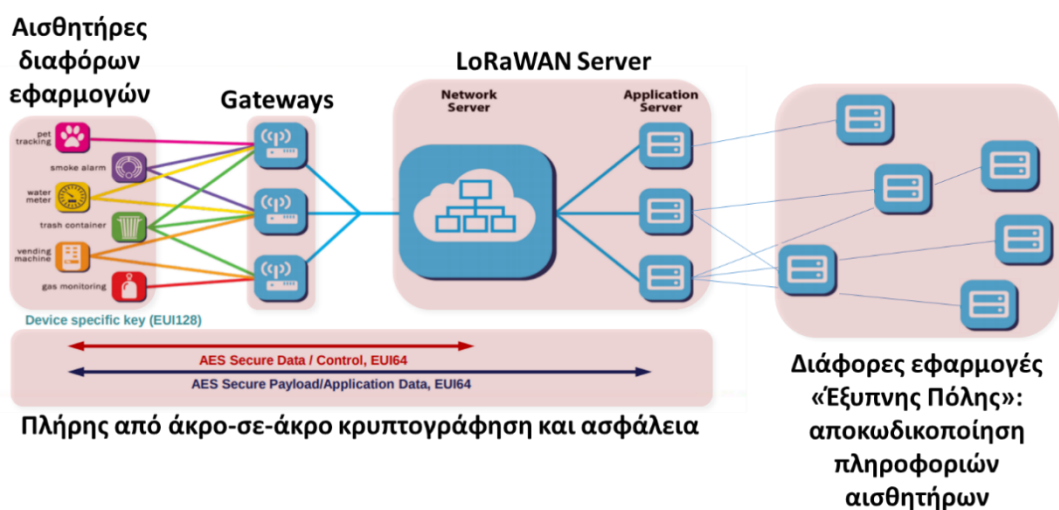 Αισθητήρες
διαφόρων
εφαρμογών
Gateways
LoRaWAN Server
Network
Server
Application
Server
pet
tracking
smoke alarm
water
meter
trash container
vending
machine
gas monitoring
Device specific key (EUI128)
AES Secure Data / Control, EUI64
AES Secure Payload/Application Data, EUI64
Πλήρης από άκρο-σε-άκρο κρυπτογράφηση και ασφάλεια
Διάφορες εφαρμογές
«Έξυπνης Πόλης»:
αποκωδικοποίηση
πληροφοριών
αισθητήρων